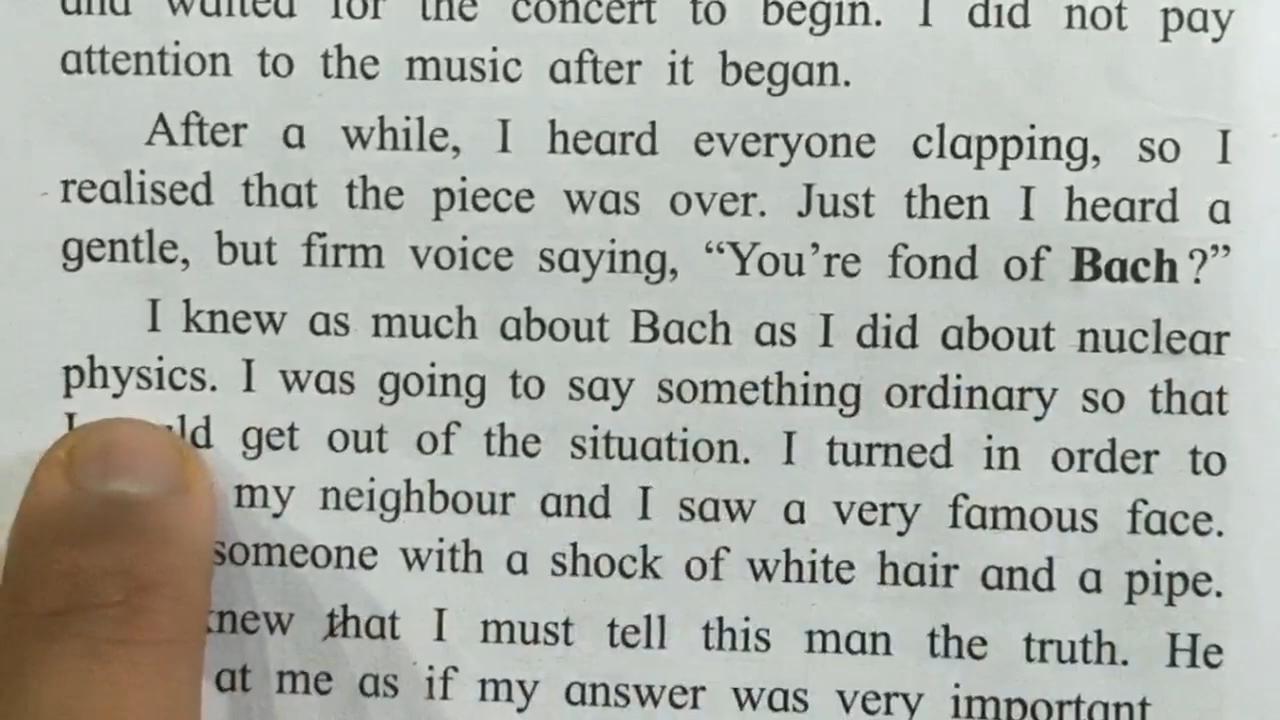 and waited for the concert to begin. I did not pay
attention to the music after it began.
After a while, I heard everyone clapping, so I
realised that the piece was over. Just then I heard a
gentle, but firm voice saying, “You’re fond of Bach?”
I knew as much about Bach as I did about nuclear
physics. I was going to say something ordinary so that
I get out of the situation. I turned in order to
my neighbour and I saw a very famous face.
someone with a shock of white hair and a pipe.
knew that I must tell this man the truth. He
at me as if my answer was very important